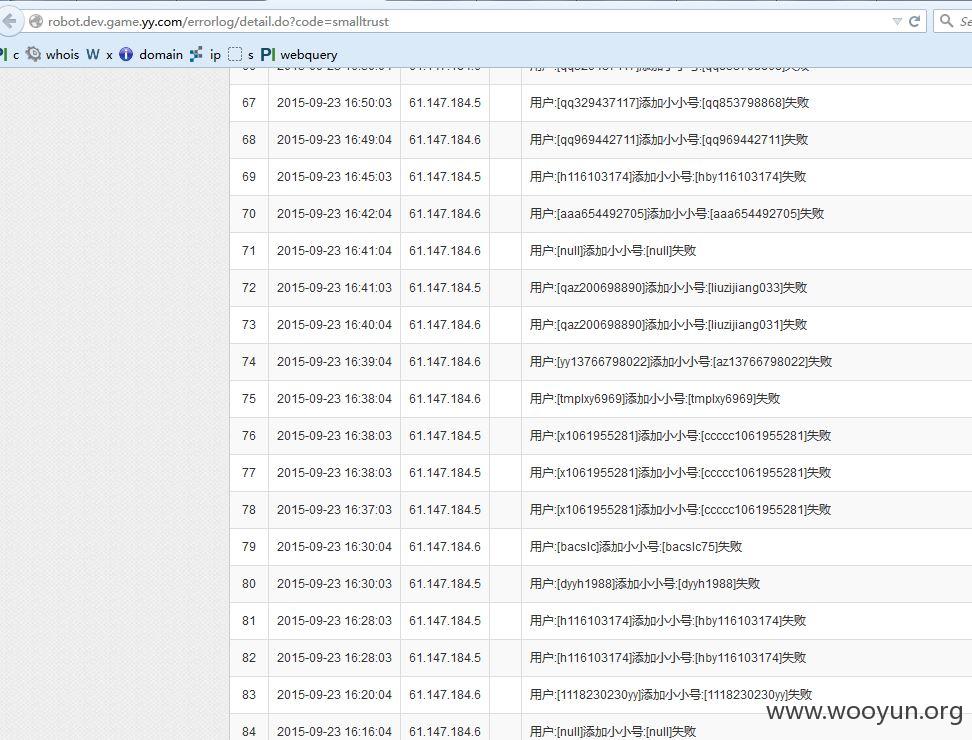 robot.dev.game.yy.com/errorlog/detail.do?code=smalltrust
c whois W x domain ip s PI webquery
67 2015-09-23 16:50:03 61.147.184.5 用户:[qq329437117]添加小小号:[qq853798868]失败
68 2015-09-23 16:49:04 61.147.184.6 用户:[qq969442711]添加小小号:[qq969442711]失败
69 2015-09-23 16:45:03 61.147.184.5 用户:[h116103174]添加小小号:[hby116103174]失败
70 2015-09-23 16:42:04 61.147.184.6 用户:[aaa654492705]添加小小号:[aaa654492705]失败
71 2015-09-23 16:41:04 61.147.184.6 用户:[null]添加小小号:[null]失败
72 2015-09-23 16:41:03 61.147.184.5 用户:[qaz200698890]添加小小号:[liuzijiang033]失败
73 2015-09-23 16:40:04 61.147.184.6 用户:[qaz200698890]添加小小号:[liuzijiang031]失败
74 2015-09-23 16:39:04 61.147.184.6 用户:[yy13766798022]添加小小号:[az13766798022]失败
75 2015-09-23 16:38:04 61.147.184.6 用户:[tmplxy6969]添加小小号:[tmplxy6969]失败
76 2015-09-23 16:38:03 61.147.184.5 用户:[x1061955281]添加小小号:[ccccc1061955281]失败
77 2015-09-23 16:38:03 61.147.184.5 用户:[x1061955281]添加小小号:[ccccc1061955281]失败
78 2015-09-23 16:37:03 61.147.184.5 用户:[x1061955281]添加小小号:[ccccc1061955281]失败
79 2015-09-23 16:30:04 61.147.184.6 用户:[bacslc]添加小小号:[bacslc75]失败
80 2015-09-23 16:30:03 61.147.184.5 用户:[dyyh1988]添加小小号:[dyyh1988]失败
81 2015-09-23 16:28:03 61.147.184.5 用户:[h116103174]添加小小号:[hby116103174]失败
82 2015-09-23 16:28:03 61.147.184.5 用户:[h116103174]添加小小号:[hby116103174]失败
83 2015-09-23 16:20:04 61.147.184.6 用户:[1118230230yy]添加小小号:[1118230230yy]失败
84 2015-09-23 16:16:04 61.147.184.6 用户:[null]添加小小号:[null]失败
www.wooyun.org